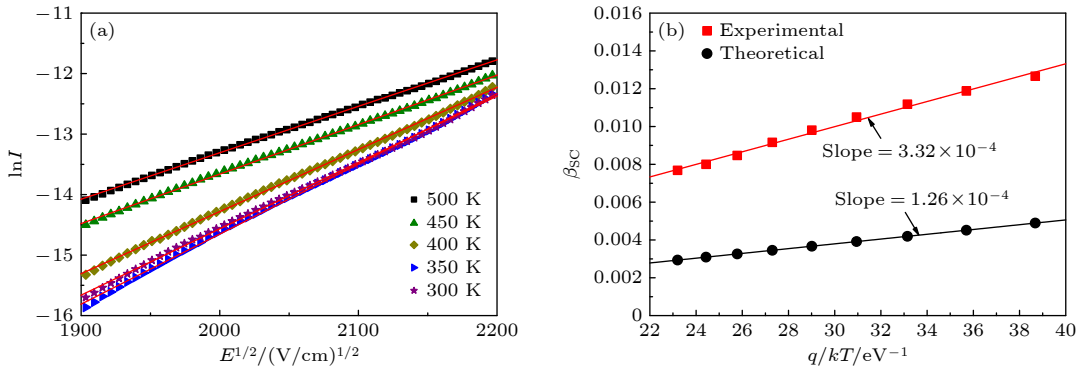 (a)
−11
−12
−13
−14
−15
−16
lnI
500 K
450 K
400 K
350 K
300 K
1900
2000
2100
2200
E^{1/2}/(V/cm)^{1/2}
(b)
Experimental
Theoretical
0.016
0.014
0.012
0.010
0.008
0.006
0.004
0.002
0
β_{SC}
Slope = 3.32×10^{−4}
Slope = 1.26×10^{−4}
22
24
26
28
30
32
34
36
38
40
q/kT/eV^{−1}